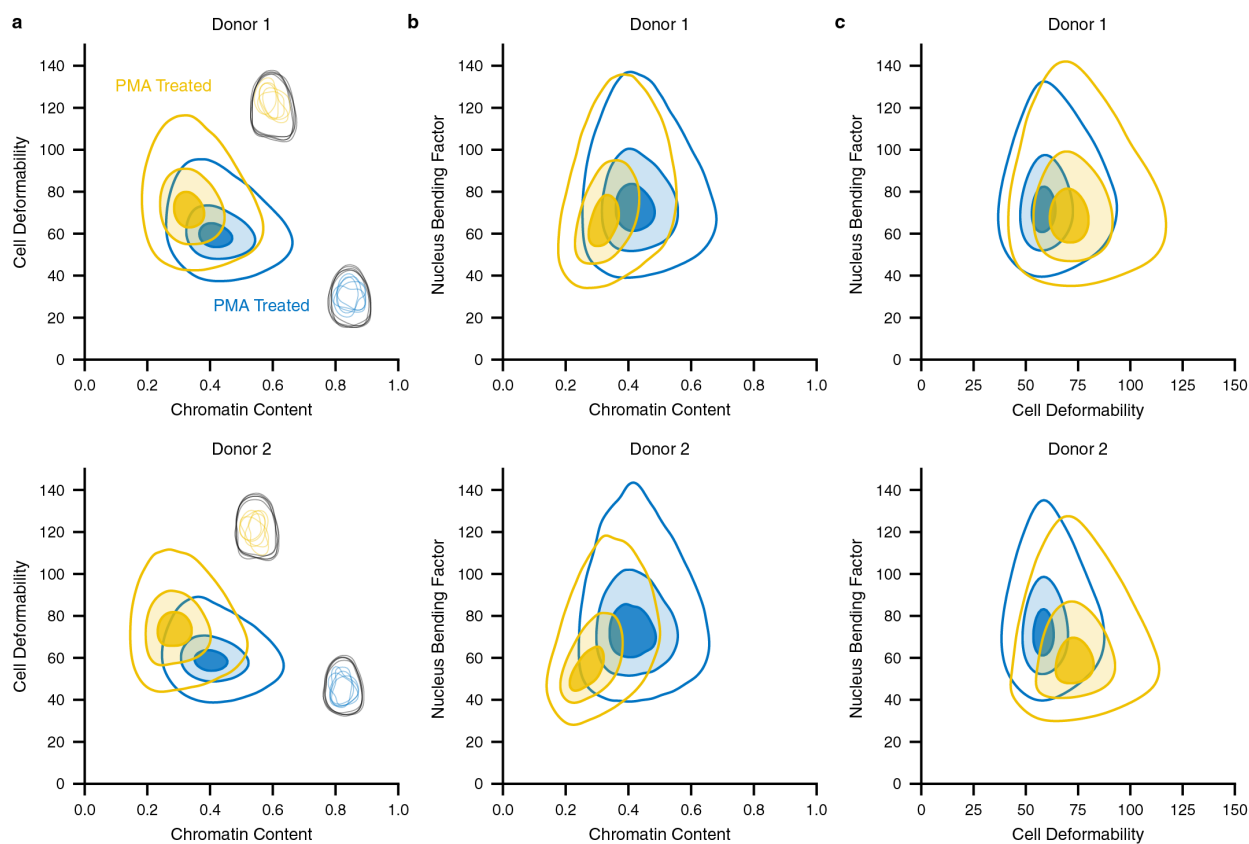 a
Donor 1
140
120
100
80
60
40
20
0
Cell Deformability
PMA Treated
PMA Treated
0.0 0.2 0.4 0.6 0.8 1.0
Chromatin Content
b
Donor 1
140
120
100
80
60
40
20
0
Nucleus Bending Factor
0.0 0.2 0.4 0.6 0.8 1.0
Chromatin Content
c
Donor 1
140
120
100
80
60
40
20
0
Nucleus Bending Factor
0 25 50 75 100 125 150
Cell Deformability
Donor 2
140
120
100
80
60
40
20
0
Cell Deformability
0.0 0.2 0.4 0.6 0.8 1.0
Chromatin Content
Donor 2
140
120
100
80
60
40
20
0
Nucleus Bending Factor
0.0 0.2 0.4 0.6 0.8 1.0
Chromatin Content
Donor 2
140
120
100
80
60
40
20
0
Nucleus Bending Factor
0 25 50 75 100 125 150
Cell Deformability